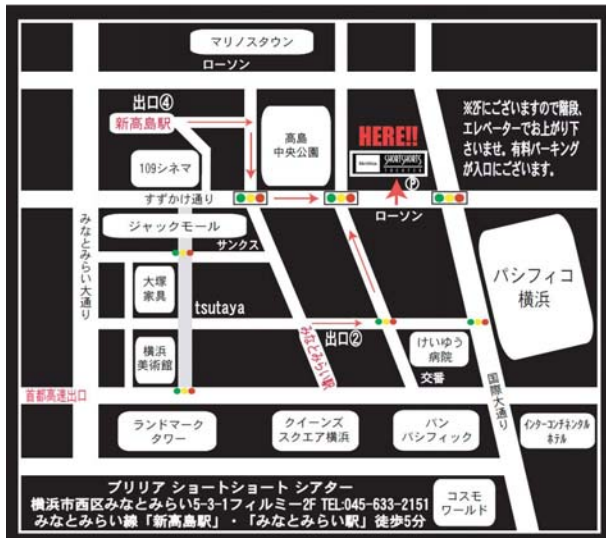 マリノスタウン
ローソン
出口④
新高島駅
高島
中央公園
HERE!!
SHORTSHORTS
THEATER
Ⓟ
※2Fにございますので階段、
エレベーターでお上がり下
さいませ。有料パーキング
が入口にございます。
109シネマ
すずかけ通り
ローソン
ジャックモール
サンクス
みなとみらい大通り
大塚
家具
tsutaya
パシフィコ
横浜
横浜
美術館
出口②
みなとみらい駅
けいゆう
病院
交番
国際大通り
首都高速出口
ランドマーク
タワー
クイーンズ
スクエア横浜
パン
パシフィック
インターコンチネンタル
ホテル
ブリリア ショートショート シアター
横浜市西区みなとみらい5-3-1フィルミー2F TEL:045-633-2151
みなとみらい線「新高島駅」・「みなとみらい駅」徒歩5分
コスモ
ワールド